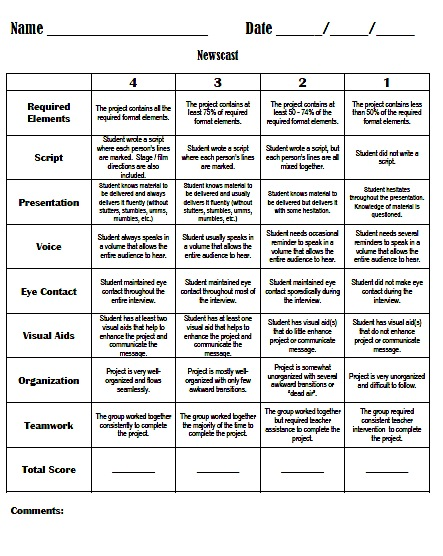 Name ____________________ Date ______/_____/_____
Newscast
4 3 2 1
Required
Elements
The project contains all the
required format elements.
The project contains at
least 75% of required
format elements.
The project contains at
least 50 - 74% of the required
format elements.
The project contains less
than 50% of the required
format elements.
Script
Student wrote a script
where each person's lines
are marked. Stage / film
directions are also
included.
Student wrote a script
where each person's lines
are marked.
Student wrote a script, but
each person's lines are all
mixed together.
Student did not write a
script.
Presentation
Student knows material to
be delivered and always
delivers it fluently (without
stutters, stumbles, umms,
mumbles, etc.)
Student knows material to
be delivered and usually
delivers it fluently (without
stutters, stumbles, umms,
mumbles, etc.)
Student knows material to
be delivered but delivers it
with some hesitation.
Student hesitates
throughout the presentation.
Knowledge of material is
questioned.
Voice
Student always speaks in
a volume that allows the
entire audience to hear.
Student usually speaks in
a volume that allows the
entire audience to hear.
Student needs occasional
reminder to speak in a
volume that allows the
entire audience to hear.
Student needs several
reminders to speak in a
volume that allows the
entire audience to hear.
Eye Contact
Student maintained eye
contact throughout the
entire interview.
Student maintained eye
contact throughout most of
the interview.
Student maintained eye
contact sporadically during
the interview.
Student did not make eye
contact during the
interview.
Visual Aids
Student has at least two
visual aids that help to
enhance the project and
communicate the
message.
Student has at least one
visual aid that helps to
enhance the project and
communicate the
message.
Student has visual aid(s)
that do little enhance
project or communicate
message.
Student has visual aid(s)
that do not enhance
project or communicate
message.
Organization
Project is very well-
organized and flows
seamlessly.
Project is mostly well-
organized with only few
awkward transitions.
Project is somewhat
unorganized with several
awkward transitions or
"dead air".
Project is very unorganized
and difficult to follow.
Teamwork
The group worked together
consistently to complete
the project.
The group worked together
the majority of the time to
complete the project.
The group worked together
but required teacher
assistance to complete the
project.
The group required
consistent teacher
intervention to complete
the project.
Total Score ______ ______ ______ ______
Comments: